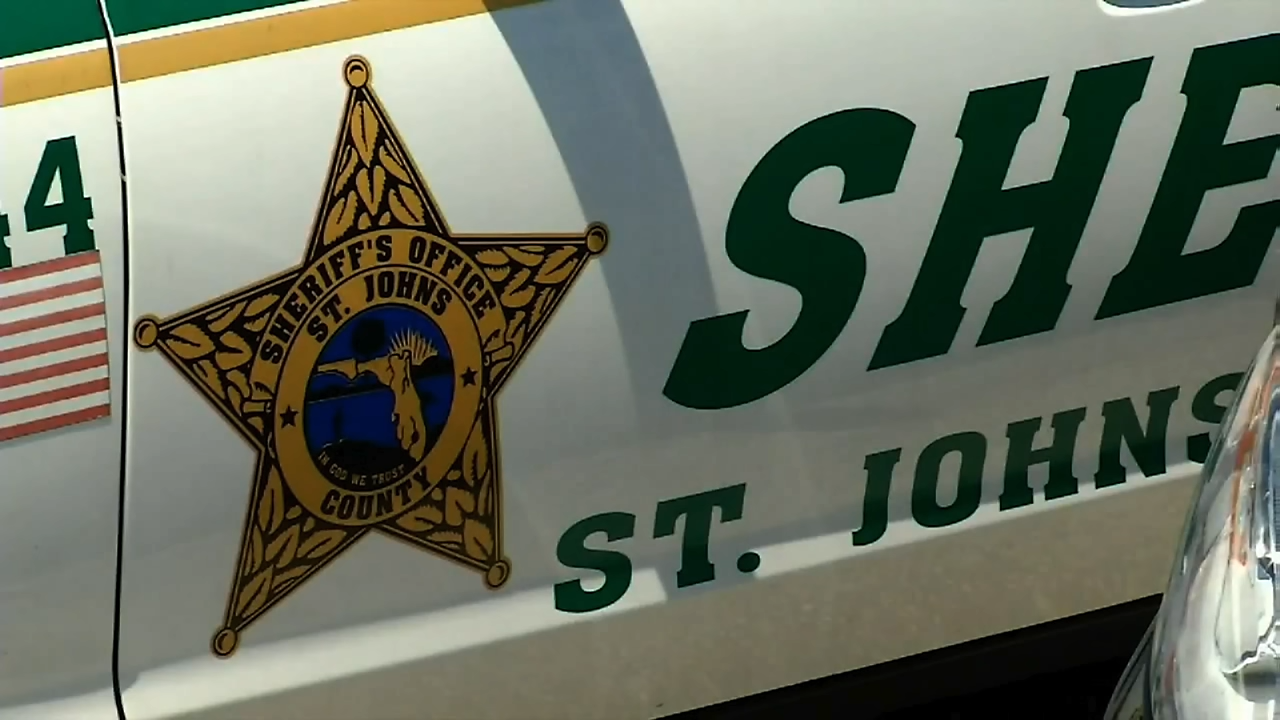 44
SHERIFF'S OFFICE
ST. JOHNS
IN GOD WE TRUST
COUNTY
SHE
ST. JOHNS